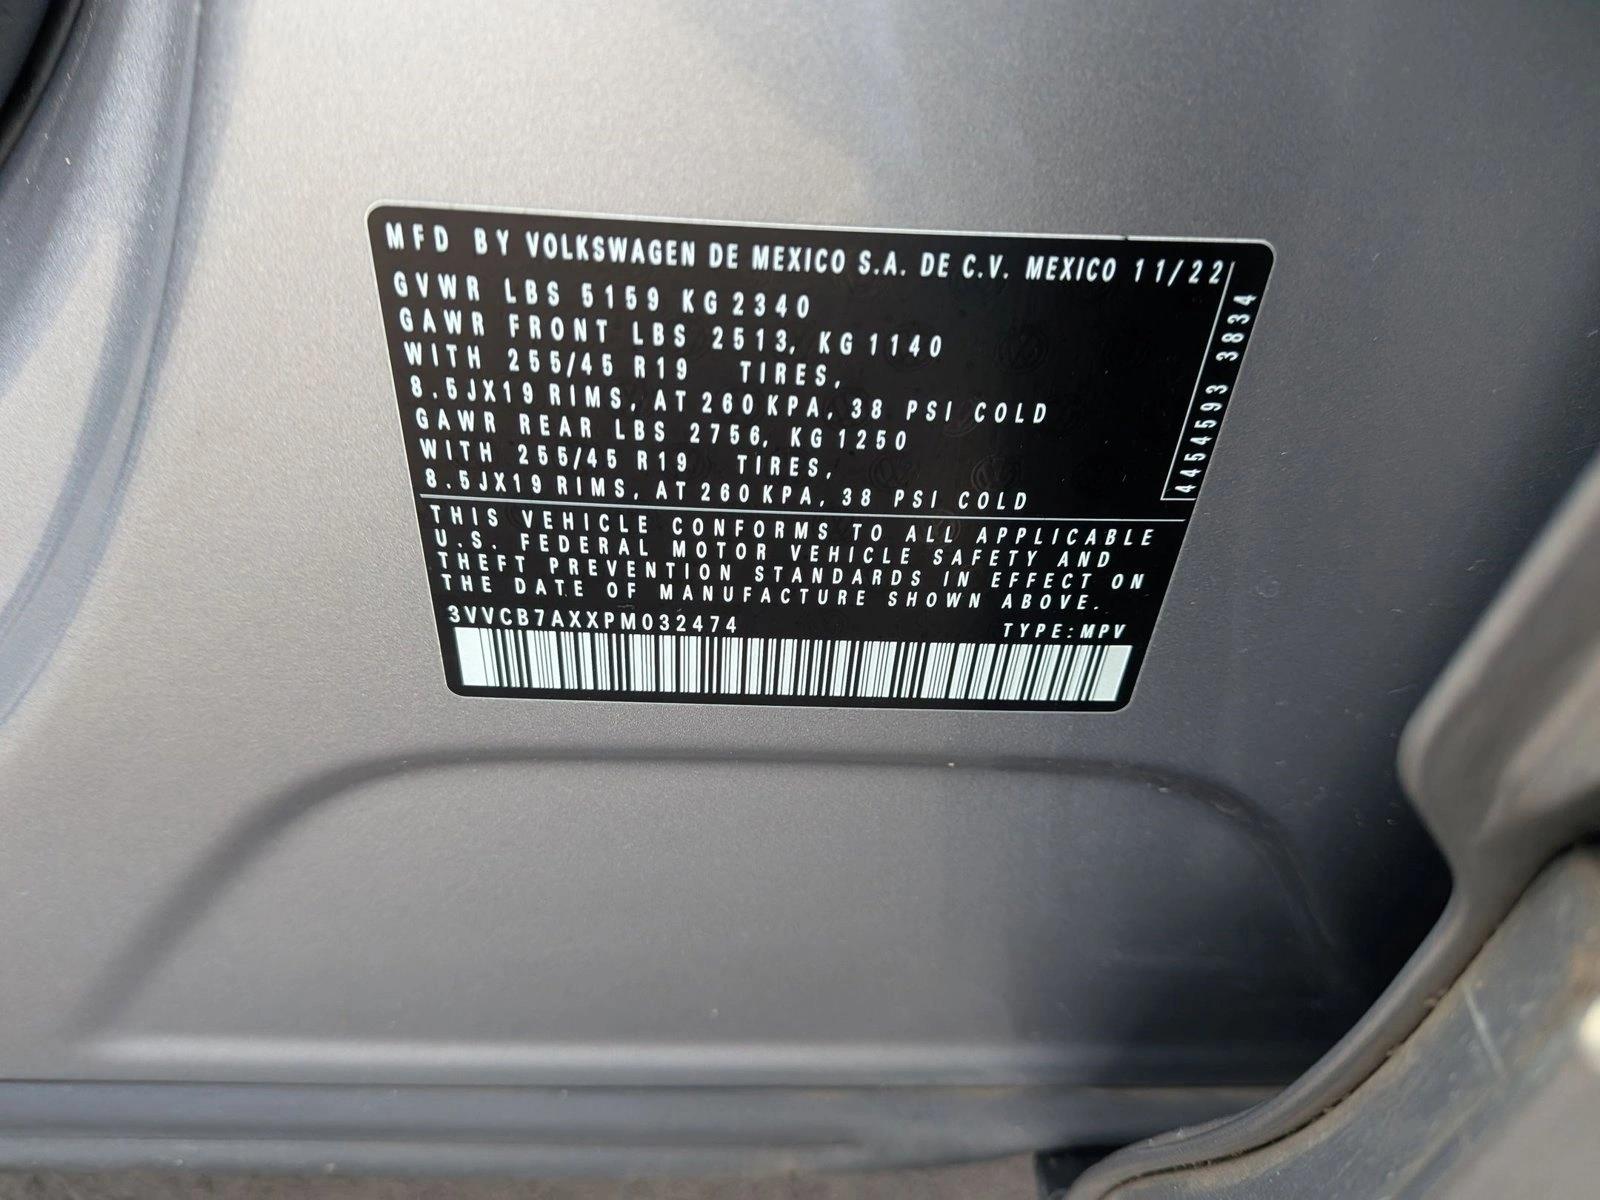 MFD BY VOLKSWAGEN DE MEXICO S.A. DE C.V. MEXICO 11/22
GVWR LBS 5159 KG 2340
GAWR FRONT LBS 2513, KG 1140
WITH 255/45 R19 TIRES,
8.5JX19 RIMS, AT 260 KPA, 38 PSI COLD
GAWR REAR LBS 2756, KG 1250
WITH 255/45 R19 TIRES,
8.5JX19 RIMS, AT 260 KPA, 38 PSI COLD
4454593 3834
THIS VEHICLE CONFORMS TO ALL APPLICABLE
U.S. FEDERAL MOTOR VEHICLE SAFETY AND
THEFT PREVENTION STANDARDS IN EFFECT ON
THE DATE OF MANUFACTURE SHOWN ABOVE.
3VVCB7AXXPM032474 TYPE: MPV